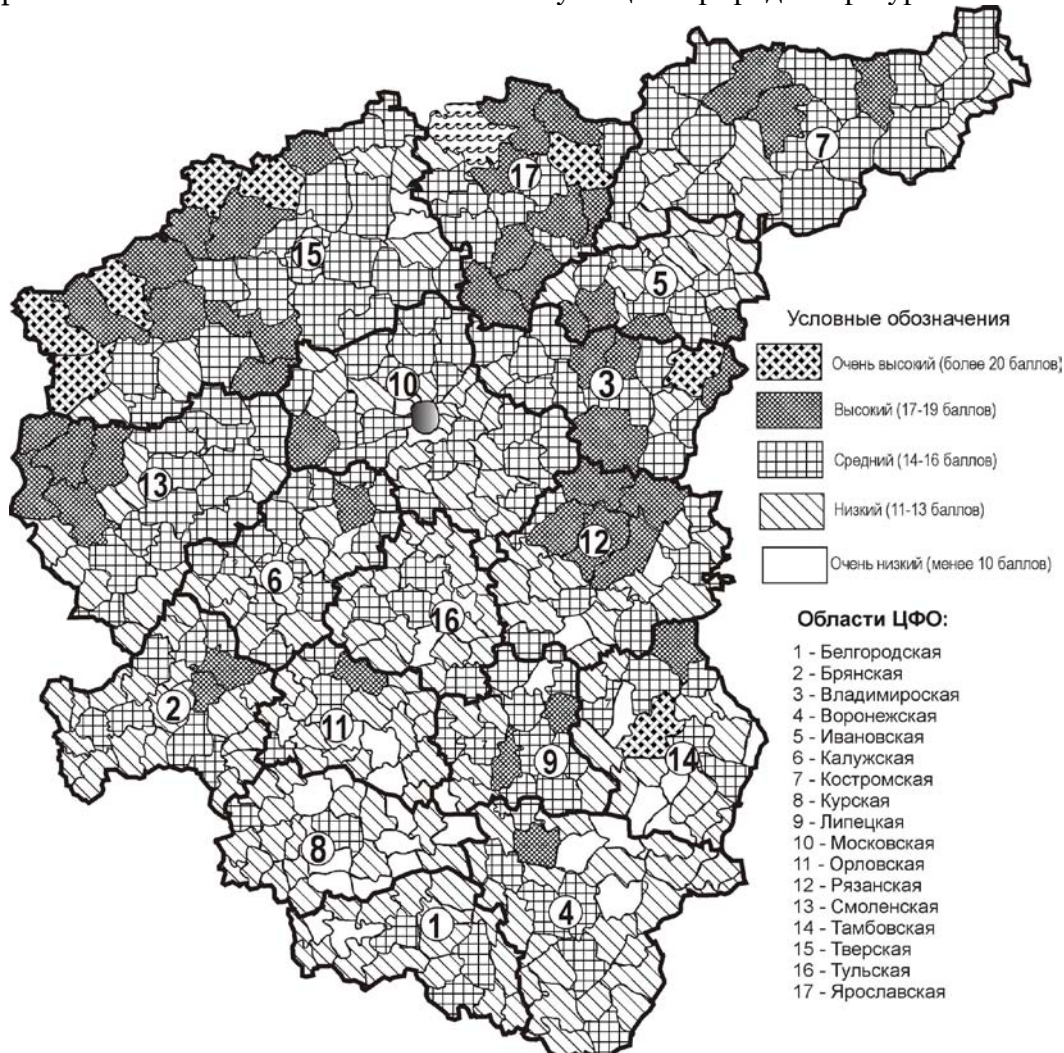 17
7
15
5
Условные обозначения
10
3
Очень высокий (более 20 баллов)
Высокий (17-19 баллов)
Средний (14-16 баллов)
13
Низкий (11-13 баллов)
12
Очень низкий (менее 10 баллов)
6
16
Области ЦФО:
1 - Белгородская
2 - Брянская
3 - Владимироская
4 - Воронежская
5 - Ивановская
6 - Калужская
7 - Костромская
8 - Курская
9 - Липецкая
10 - Московская
11 - Орловская
12 - Рязанская
13 - Смоленская
14 - Тамбовская
15 - Тверская
16 - Тульская
17 - Ярославская
2
11
9
14
8
4
1